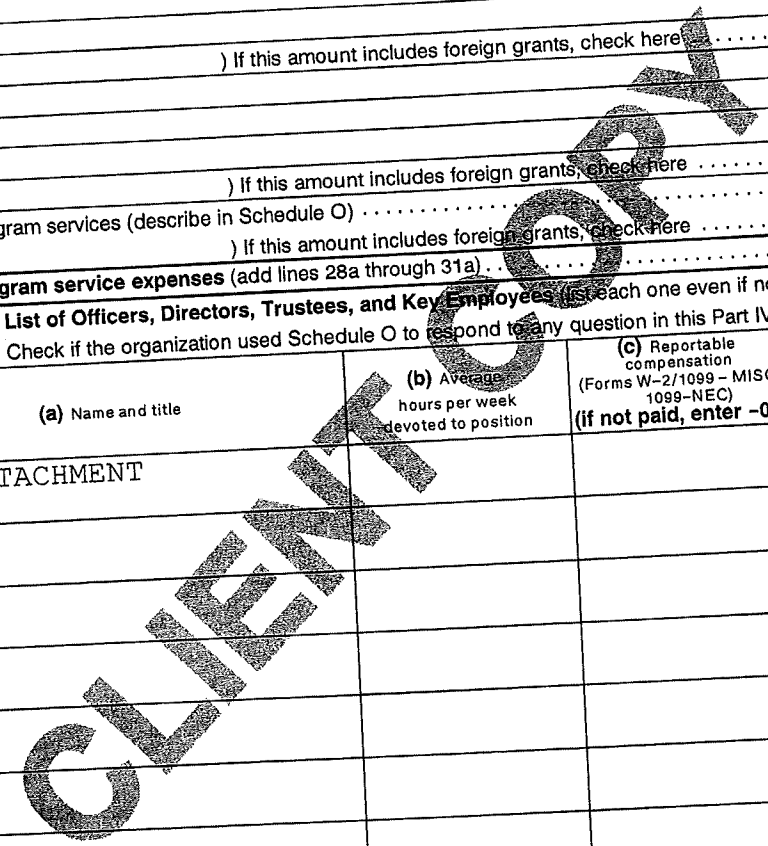 ) If this amount includes foreign grants, check here . . . . .
) If this amount includes foreign grants, check here . . . . . .
gram services (describe in Schedule O) . . . . . . . . . . . . . . . . . . . . . . . . . . . . . . . .
) If this amount includes foreign grants, check here . . . . . .
gram service expenses (add lines 28a through 31a) . . . . . . . . . . . . . . . . . . . . . . .
List of Officers, Directors, Trustees, and Key Employees (list each one even if no
Check if the organization used Schedule O to respond to any question in this Part IV
(a) Name and title
(b) Average
hours per week
devoted to position
(c) Reportable
compensation
(Forms W-2/1099-MISC
1099-NEC)
(if not paid, enter -0
TACHMENT
CLIENT COPY